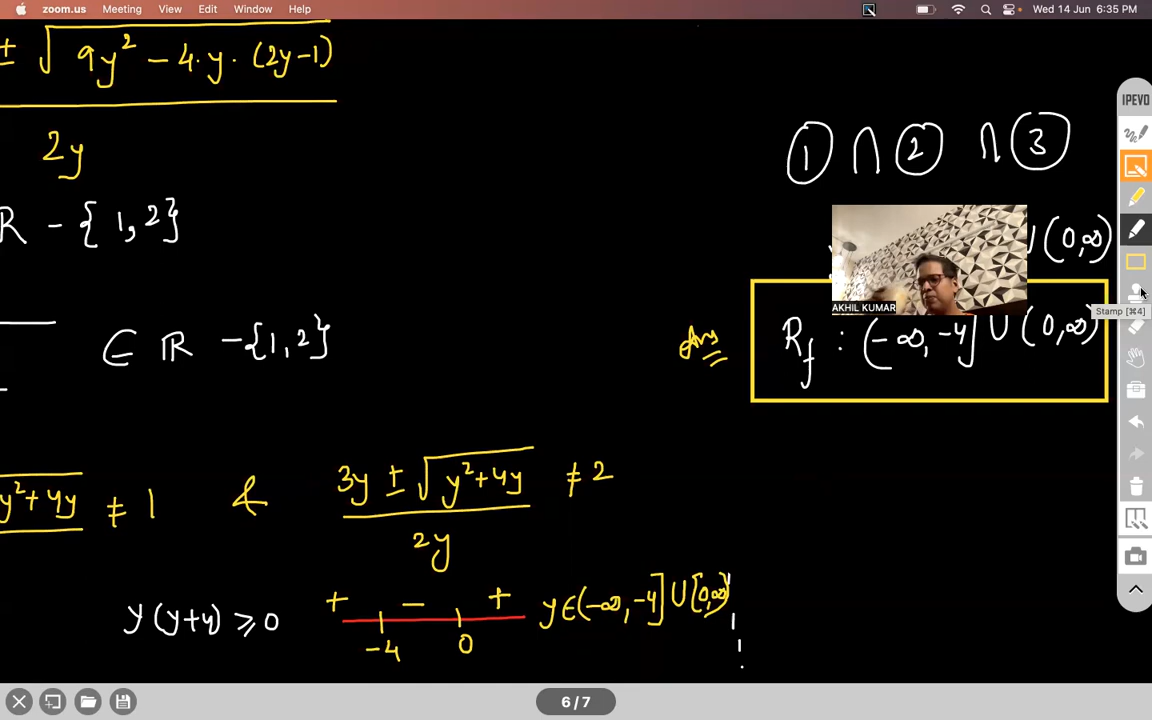 zoom.us Meeting View Edit Window Help Wed 14 Jun 6:35 PM
± √9y² - 4·y·(2y-1)
2y
IPEVO
① ∩ ② ∩ ③
R - { 1, 2 }
U (0, ∞)
AKHIL KUMAR
Stamp [⌘4]
∈ ℝ - {1, 2}
Ans R_f : (-∞, -4] U (0, ∞)
y² + 4y ≠ 1 & 3y ± √y² + 4y ≠ 2
2y
y (y+4) ≥ 0 + - + y ∈ (-∞, -4] U [0, ∞)
-4 0
6 / 7